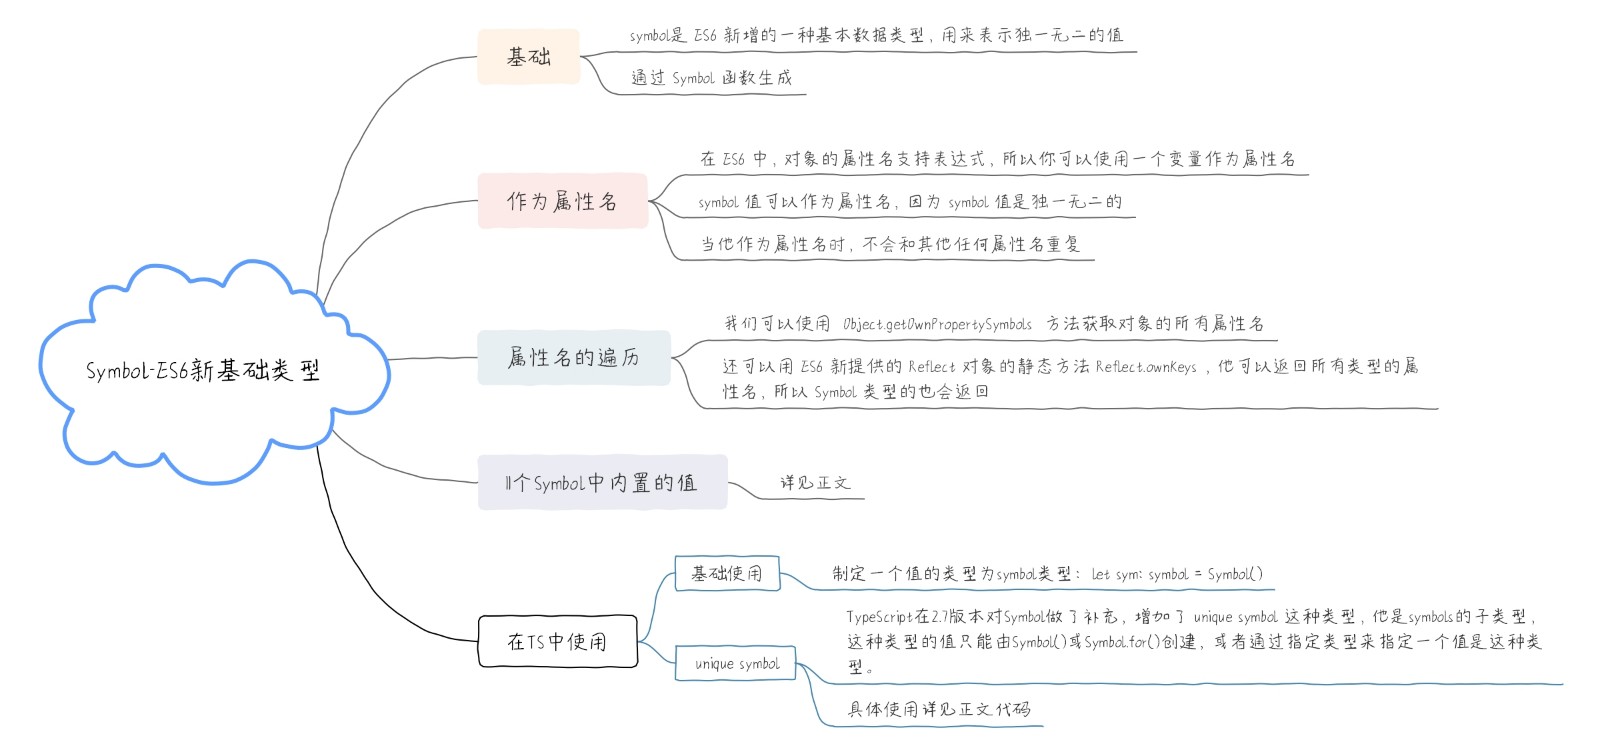 Symbol-ES6新基础类型
基础
symbol是 ES6 新增的一种基本数据类型,用来表示独一无二的值
通过 Symbol 函数生成
作为属性名
在 ES6 中,对象的属性名支持表达式,所以你可以使用一个变量作为属性名
symbol 值可以作为属性名,因为 symbol 值是独一无二的
当他作为属性名时,不会和其他任何属性名重复
属性名的遍历
我们可以使用 Object.getOwnPropertySymbols 方法获取对象的所有属性名
还可以用 ES6 新提供的 Reflect 对象的静态方法 Reflect.ownKeys ,他可以返回所有类型的属
性名,所以 Symbol 类型的也会返回
11个Symbol中内置的值
详见正文
在TS中使用
基础使用
制定一个值的类型为symbol类型: let sym: symbol = Symbol()
unique symbol
TypeScript在2.7版本对Symbol做了补充,增加了 unique symbol 这种类型,他是symbols的子类型,
这种类型的值只能由Symbol()或Symbol.for()创建,或者通过指定类型来指定一个值是这种类
型。
具体使用详见正文代码